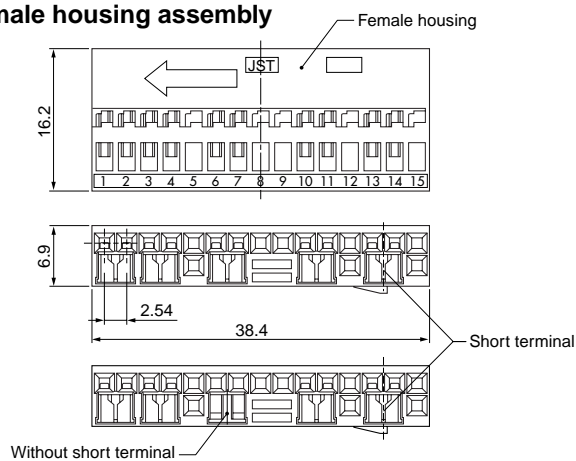 male housing assembly
Female housing
JST
16.2
1 2 3 4 5 6 7 8 9 10 11 12 13 14 15
6.9
2.54
38.4
Short terminal
Without short terminal